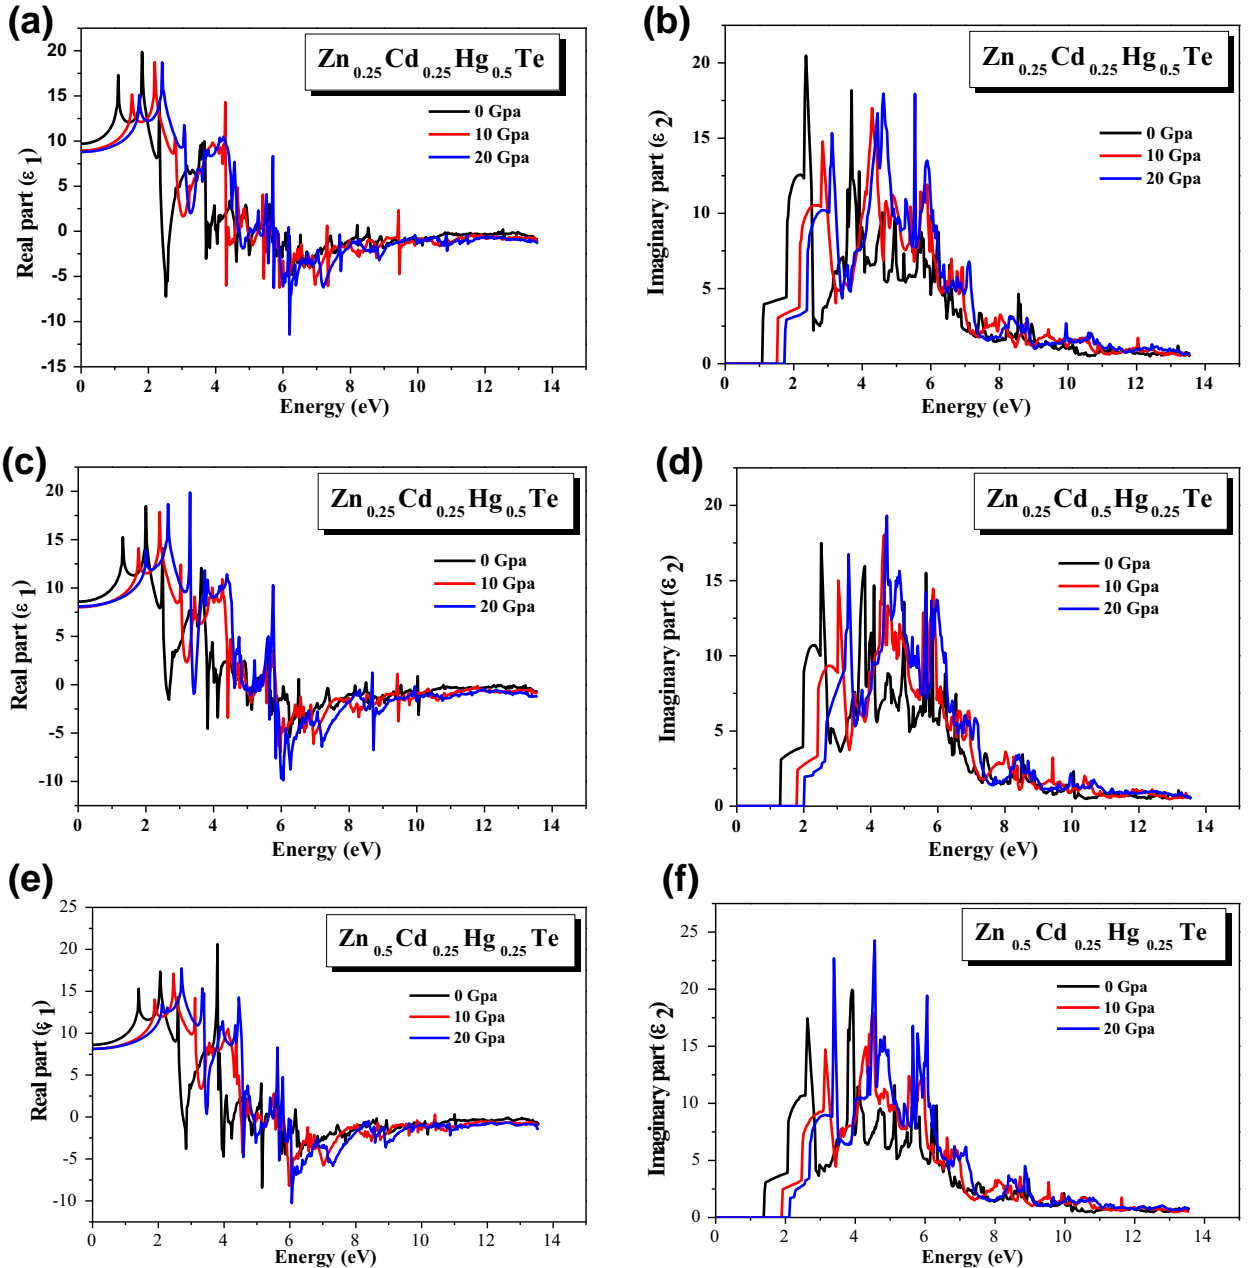 (a)
Zn0.25Cd0.25Hg0.5Te
0 Gpa
10 Gpa
20 Gpa
Real part (ε1)
20
15
10
5
0
-5
-10
-15
0 2 4 6 8 10 12 14
Energy (eV)
(b)
Zn0.25Cd0.25Hg0.5Te
0 Gpa
10 Gpa
20 Gpa
Imaginary part (ε2)
20
15
10
5
0
0 2 4 6 8 10 12 14
Energy (eV)
(c)
Zn0.25Cd0.25Hg0.5Te
0 Gpa
10 Gpa
20 Gpa
Real part (ε1)
20
15
10
5
0
-5
-10
0 2 4 6 8 10 12 14
Energy (eV)
(d)
Zn0.25Cd0.5Hg0.25Te
0 Gpa
10 Gpa
20 Gpa
Imaginary part (ε2)
20
15
10
5
0
0 2 4 6 8 10 12 14
Energy (eV)
(e)
Zn0.5Cd0.25Hg0.25Te
0 Gpa
10 Gpa
20 Gpa
Real part (ε1)
25
20
15
10
5
0
-5
-10
0 2 4 6 8 10 12 14
Energy (eV)
(f)
Zn0.5Cd0.25Hg0.25Te
0 Gpa
10 Gpa
20 Gpa
Imaginary part (ε2)
25
20
15
10
5
0
0 2 4 6 8 10 12 14
Energy (eV)